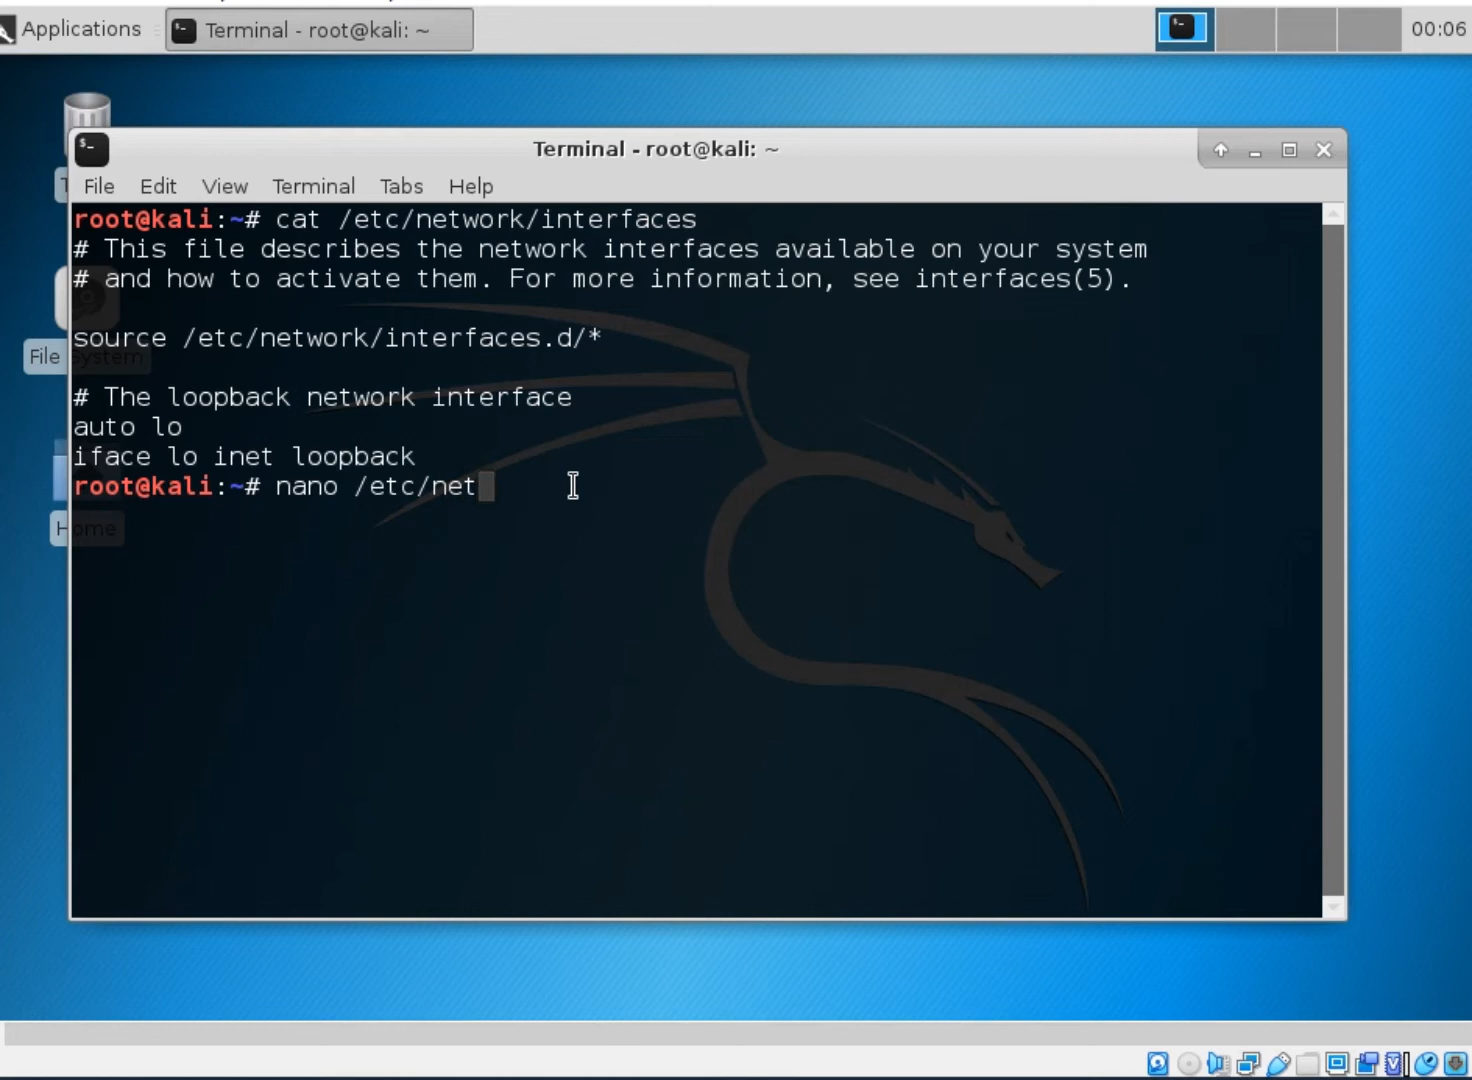 Applications
Terminal - root@kali: ~
00:06
Terminal - root@kali: ~
File Edit View Terminal Tabs Help
root@kali:~# cat /etc/network/interfaces
# This file describes the network interfaces available on your system
# and how to activate them. For more information, see interfaces(5).
source /etc/network/interfaces.d/*
# The loopback network interface
auto lo
iface lo inet loopback
root@kali:~# nano /etc/net
File System
Home